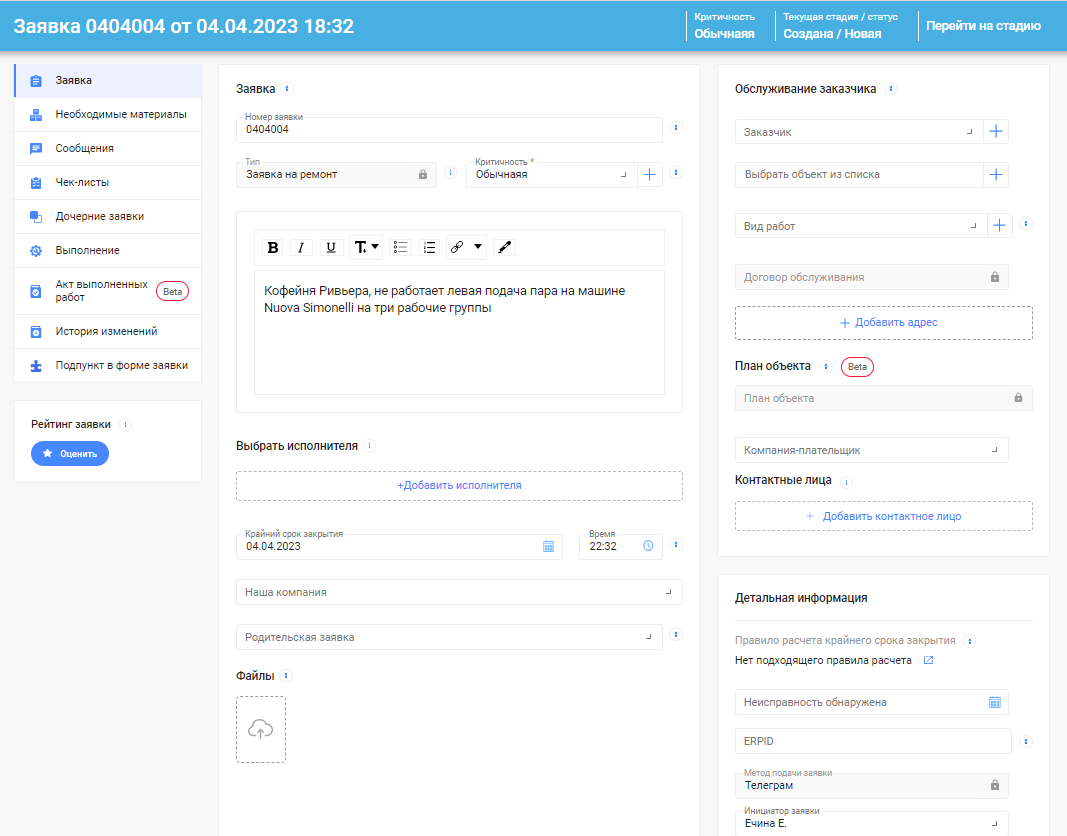 Заявка 0404004 от 04.04.2023 18:32
Критичность
Обычнаяя
Текущая стадия / статус
Создана / Новая
Перейти на стадию
Заявка
Необходимые материалы
Сообщения
Чек-листы
Дочерние заявки
Выполнение
Акт выполненных
работ
Beta
История изменений
Подпункт в форме заявки
Рейтинг заявки
Оценить
Заявка
Номер заявки
0404004
Тип
Заявка на ремонт
Критичность *
Обычнаяя
B I U T
Кофейня Ривьера, не работает левая подача пара на машине
Nuova Simonelli на три рабочие группы
Выбрать исполнителя
+Добавить исполнителя
Крайний срок закрытия
04.04.2023
Время
22:32
Наша компания
Родительская заявка
Файлы
Обслуживание заказчика
Заказчик
Выбрать объект из списка
Вид работ
Договор обслуживания
+ Добавить адрес
План объекта
Beta
План объекта
Компания-плательщик
Контактные лица
+ Добавить контактное лицо
Детальная информация
Правило расчета крайнего срока закрытия
Нет подходящего правила расчета
Неисправность обнаружена
ERPID
Метод подачи заявки
Телеграм
Инициатор заявки
Ечина Е.